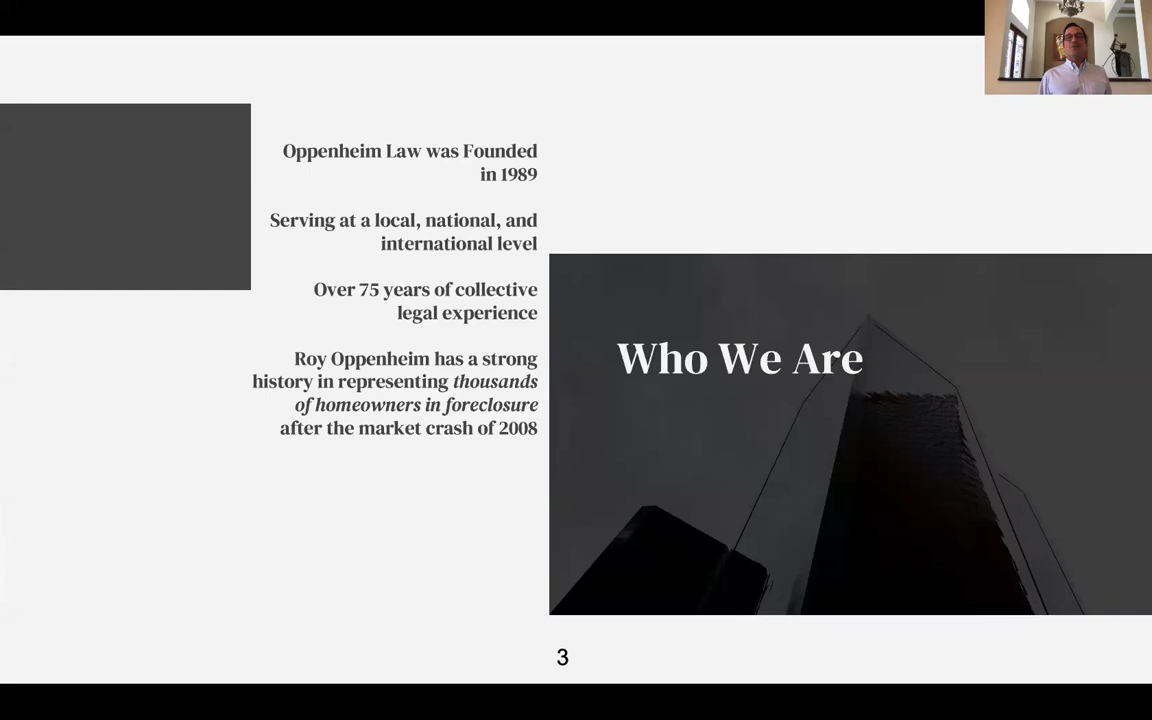 Oppenheim Law was Founded
in 1989
Serving at a local, national, and
international level
Over 75 years of collective
legal experience
Roy Oppenheim has a strong
history in representing thousands
of homeowners in foreclosure
after the market crash of 2008
Who We Are
3